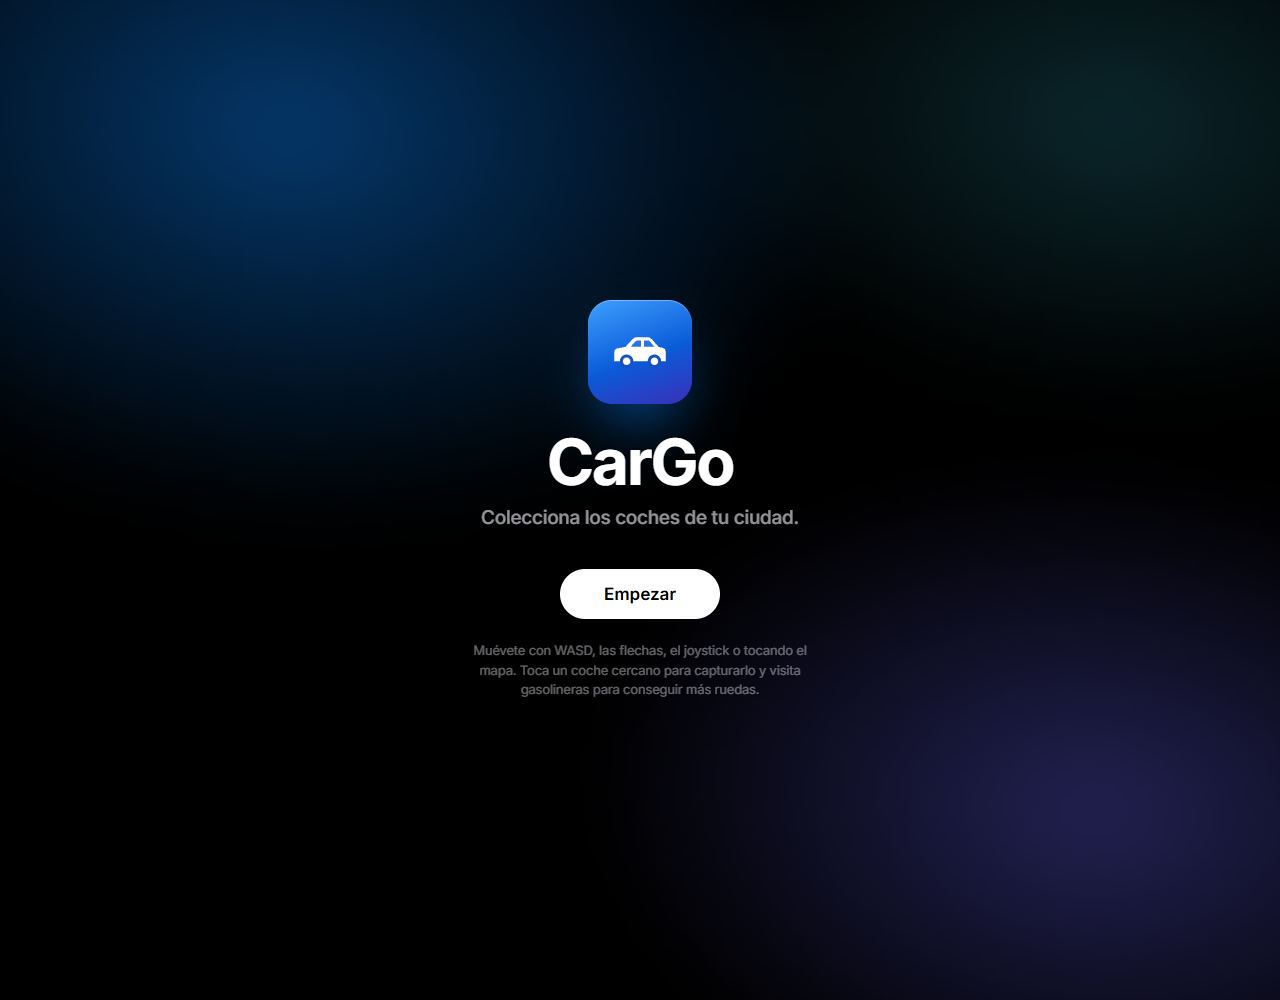 CarGo
Colecciona los coches de tu ciudad.
Empezar
Muévete con WASD, las flechas, el joystick o tocando el
mapa. Toca un coche cercano para capturarlo y visita
gasolineras para conseguir más ruedas.